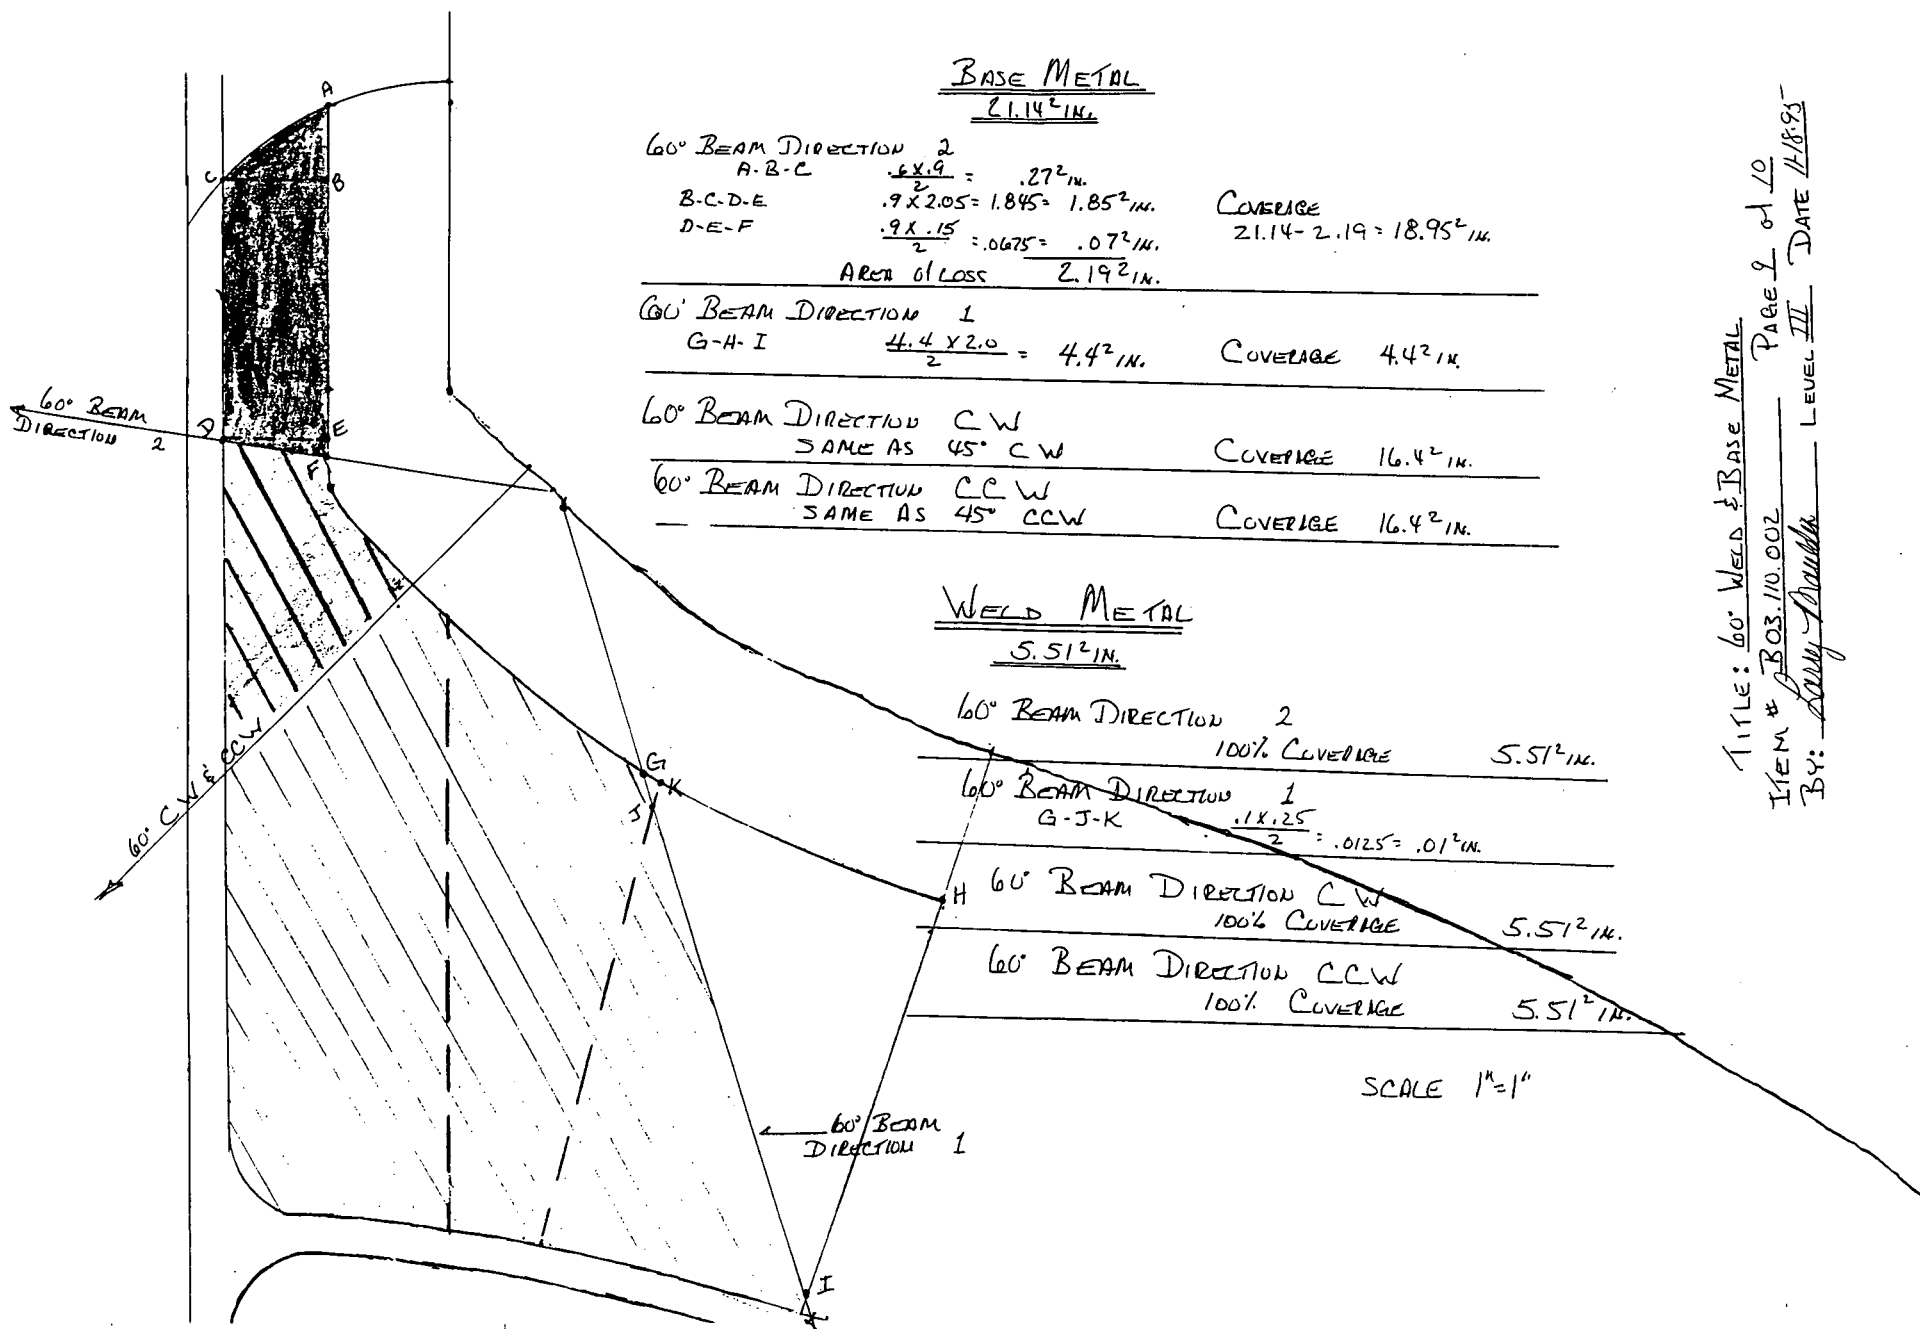 BASE METAL
21.14² IN.
60° BEAM DIRECTION 2
A-B-C .6 X .9 / 2 = .27² IN.
B-C-D-E .9 X 2.05 = 1.845 = 1.85² IN.
D-E-F .9 X .15 / 2 = .0675 = .07² IN.
AREA of LOSS 2.19² IN.
COVERAGE
21.14 - 2.19 = 18.95² IN.
60° BEAM DIRECTION 1
G-H-I 4.4 X 2.0 / 2 = 4.4² IN. COVERAGE 4.4² IN.
60° BEAM DIRECTION CW
SAME AS 45° CW COVERAGE 16.4² IN.
60° BEAM DIRECTION CCW
SAME AS 45° CCW COVERAGE 16.4² IN.
WELD METAL
5.51² IN.
60° BEAM DIRECTION 2
100% COVERAGE 5.51² IN.
60° BEAM DIRECTION 1
G-J-K .1 X .25 / 2 = .0125 = .01² IN.
60° BEAM DIRECTION CW
100% COVERAGE 5.51² IN.
60° BEAM DIRECTION CCW
100% COVERAGE 5.51² IN.
SCALE 1"=1"
A
C
B
60° BEAM
DIRECTION 2
D
E
F
60° CW & CCW
G
K
J
H
60° BEAM
DIRECTION 1
I
TITLE: 60° WELD & BASE METAL
ITEM # B03.110.002 PAGE 9 of 10
BY: LEVEL III DATE